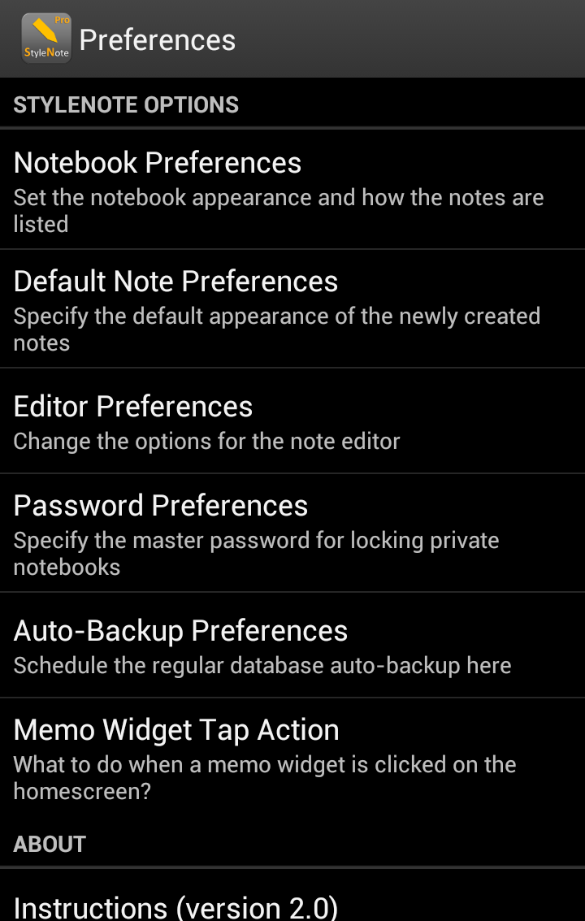 Pro
StyleNote
Preferences
STYLENOTE OPTIONS
Notebook Preferences
Set the notebook appearance and how the notes are
listed
Default Note Preferences
Specify the default appearance of the newly created
notes
Editor Preferences
Change the options for the note editor
Password Preferences
Specify the master password for locking private
notebooks
Auto-Backup Preferences
Schedule the regular database auto-backup here
Memo Widget Tap Action
What to do when a memo widget is clicked on the
homescreen?
ABOUT
Instructions (version 2.0)